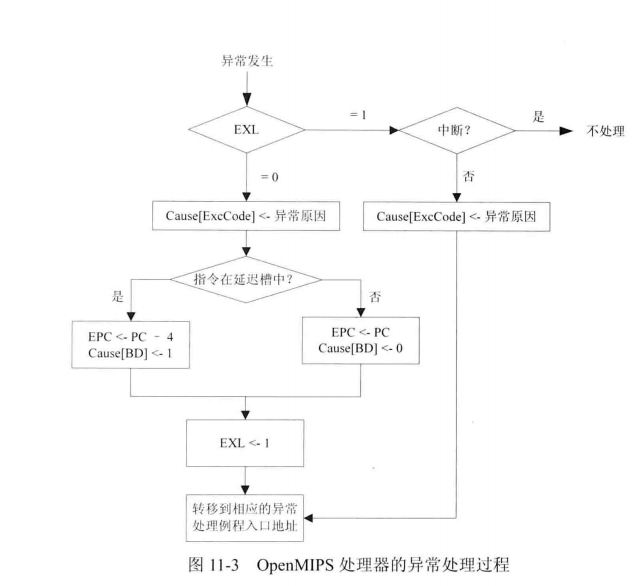 异常发生
EXL
= 1
中断?
是
不处理
= 0
否
Cause[ExcCode] <- 异常原因
Cause[ExcCode] <- 异常原因
指令在延迟槽中?
是
否
EPC <- PC - 4
Cause[BD] <- 1
EPC <- PC
Cause[BD] <- 0
EXL <- 1
转移到相应的异常
处理例程入口地址
图 11-3 OpenMIPS 处理器的异常处理过程